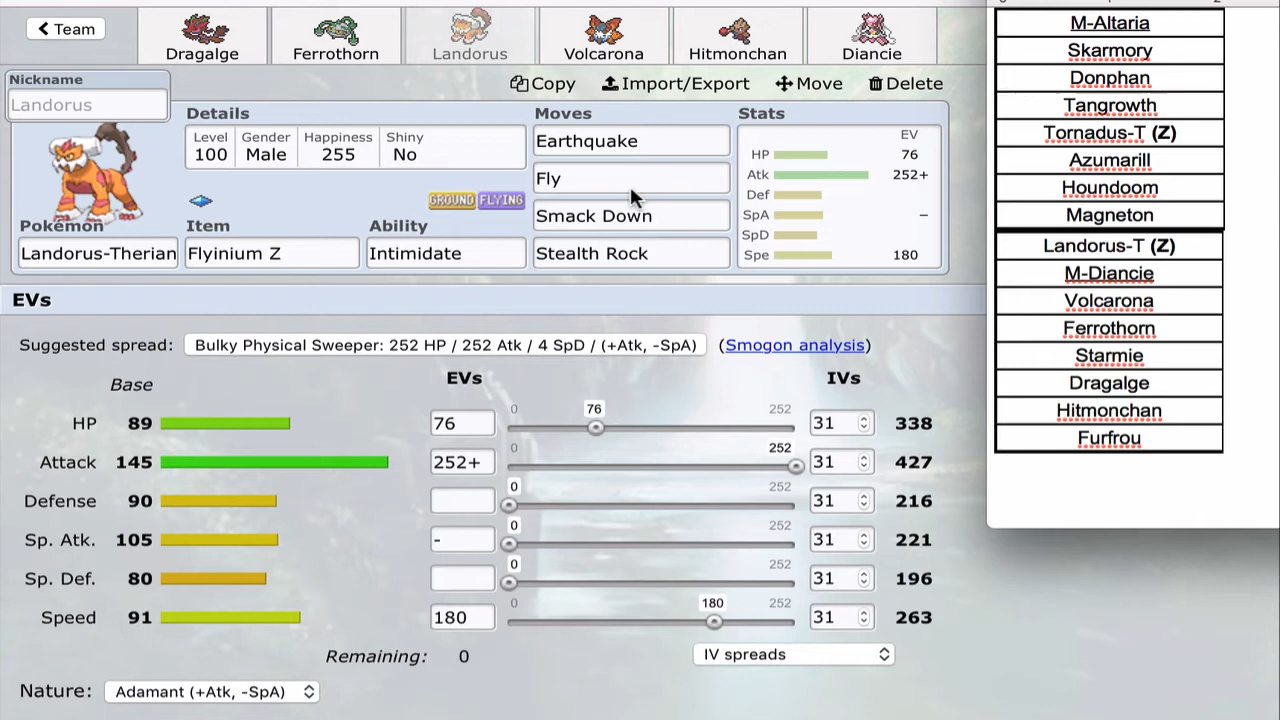 Team
Dragalge
Ferrothorn
Landorus
Volcarona
Hitmonchan
Diancie
Copy
Import/Export
Move
Delete
Nickname
Landorus
Details
Level
100
Gender
Male
Happiness
255
Shiny
No
GROUND FLYING
Pokémon
Landorus-Therian
Item
Flyinium Z
Ability
Intimidate
Moves
Earthquake
Fly
Smack Down
Stealth Rock
Stats
EV
HP 76
Atk 252+
Def
SpA –
SpD
Spe 180
EVs
Suggested spread: Bulky Physical Sweeper: 252 HP / 252 Atk / 4 SpD / (+Atk, -SpA) (Smogon analysis)
Base EVs IVs
HP 89 76 0 76 252 31 338
Attack 145 252+ 0 252 31 427
Defense 90 0 252 31 216
Sp. Atk. 105 - 0 252 31 221
Sp. Def. 80 0 252 31 196
Speed 91 180 0 180 252 31 263
Remaining: 0 IV spreads
Nature: Adamant (+Atk, -SpA)
M-Altaria
Skarmory
Donphan
Tangrowth
Tornadus-T (Z)
Azumarill
Houndoom
Magneton
Landorus-T (Z)
M-Diancie
Volcarona
Ferrothorn
Starmie
Dragalge
Hitmonchan
Furfrou